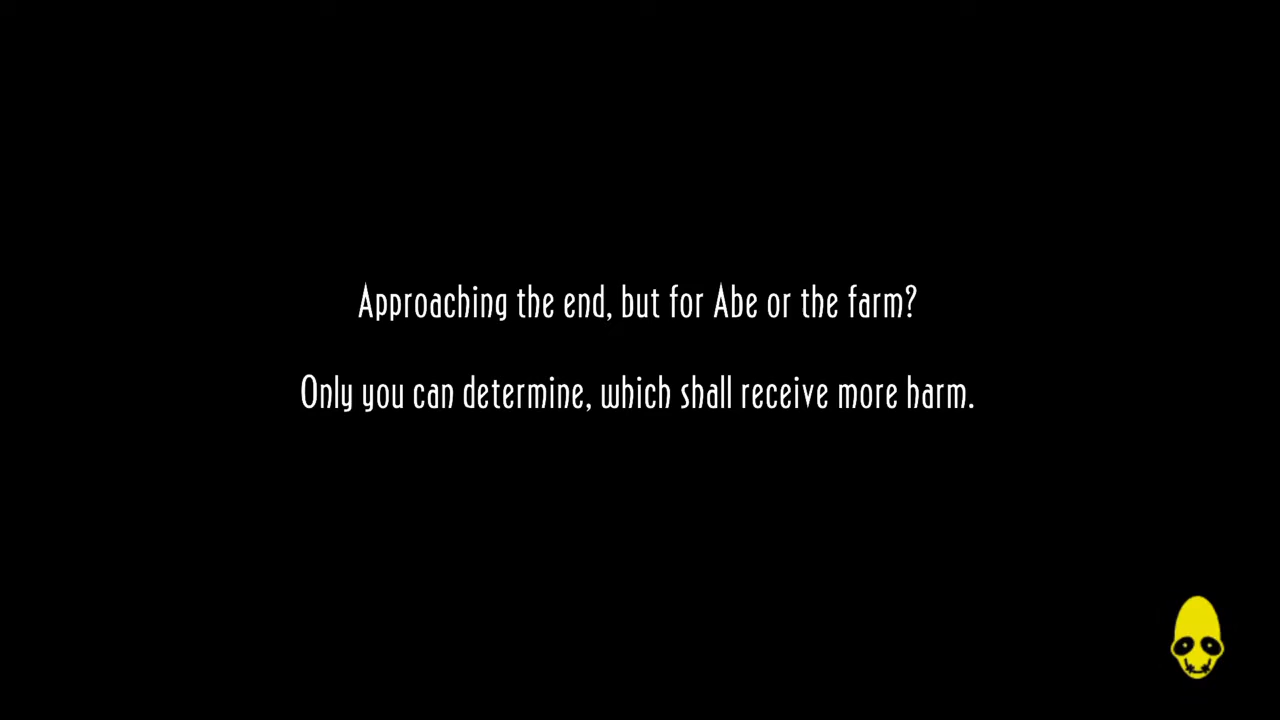 Approaching the end, but for Abe or the farm?
Only you can determine, which shall receive more harm.